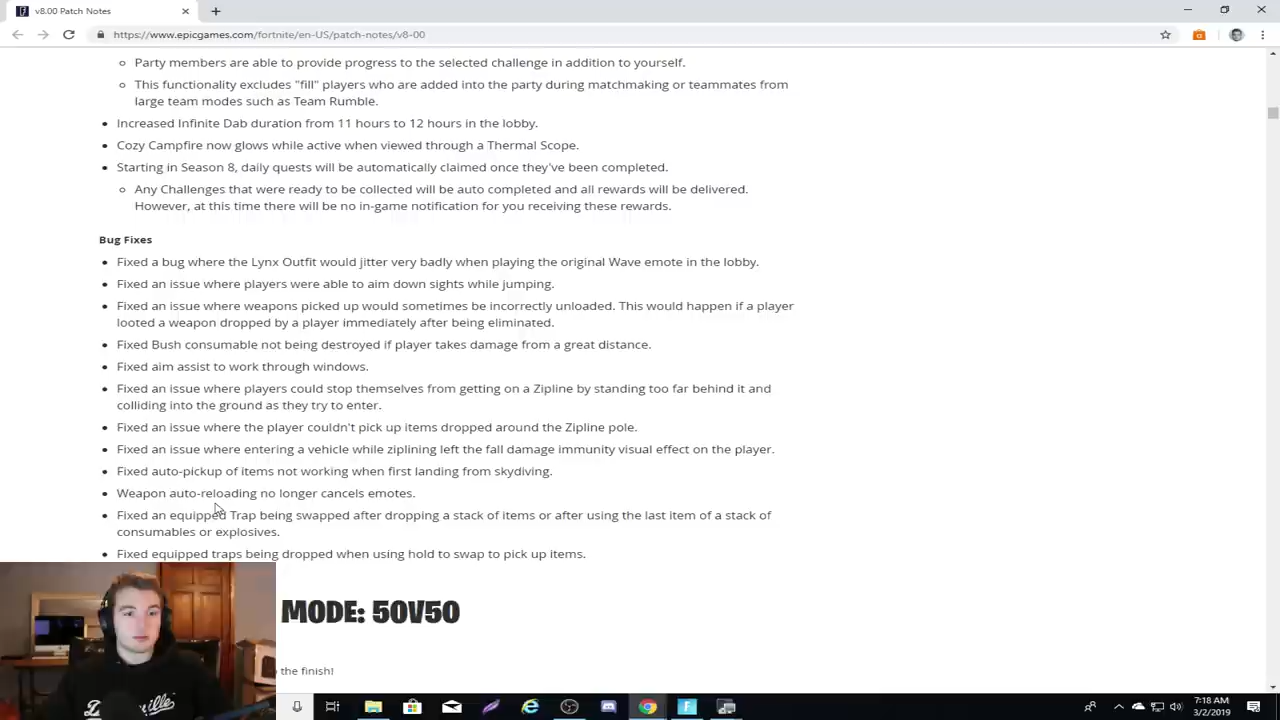 v8.00 Patch Notes
https://www.epicgames.com/fortnite/en-US/patch-notes/v8-00
Party members are able to provide progress to the selected challenge in addition to yourself.
This functionality excludes "fill" players who are added into the party during matchmaking or teammates from
large team modes such as Team Rumble.
Increased Infinite Dab duration from 11 hours to 12 hours in the lobby.
Cozy Campfire now glows while active when viewed through a Thermal Scope.
Starting in Season 8, daily quests will be automatically claimed once they've been completed.
Any Challenges that were ready to be collected will be auto completed and all rewards will be delivered.
However, at this time there will be no in-game notification for you receiving these rewards.
Bug Fixes
Fixed a bug where the Lynx Outfit would jitter very badly when playing the original Wave emote in the lobby.
Fixed an issue where players were able to aim down sights while jumping.
Fixed an issue where weapons picked up would sometimes be incorrectly unloaded. This would happen if a player
looted a weapon dropped by a player immediately after being eliminated.
Fixed Bush consumable not being destroyed if player takes damage from a great distance.
Fixed aim assist to work through windows.
Fixed an issue where players could stop themselves from getting on a Zipline by standing too far behind it and
colliding into the ground as they try to enter.
Fixed an issue where the player couldn't pick up items dropped around the Zipline pole.
Fixed an issue where entering a vehicle while ziplining left the fall damage immunity visual effect on the player.
Fixed auto-pickup of items not working when first landing from skydiving.
Weapon auto-reloading no longer cancels emotes.
Fixed an equipped Trap being swapped after dropping a stack of items or after using the last item of a stack of
consumables or explosives.
Fixed equipped traps being dropped when using hold to swap to pick up items.
MODE: 50V50
the finish!
7:18 AM
3/2/2019